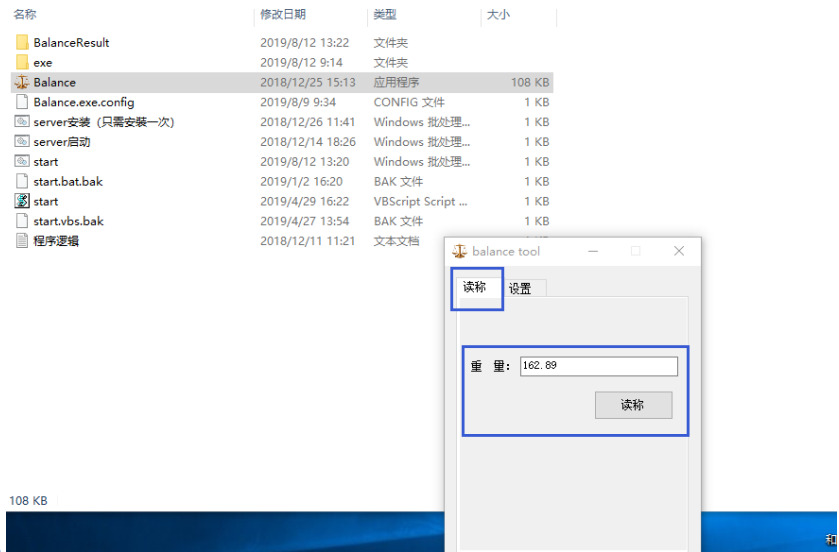 名称 修改日期 类型 大小
BalanceResult 2019/8/12 13:22 文件夹
exe 2019/8/12 9:14 文件夹
Balance 2018/12/25 15:13 应用程序 108 KB
Balance.exe.config 2019/8/9 9:34 CONFIG 文件 1 KB
server安装（只需安装一次） 2018/12/26 11:41 Windows 批处理... 1 KB
server启动 2018/12/14 18:26 Windows 批处理... 1 KB
start 2019/8/12 13:20 Windows 批处理... 1 KB
start.bat.bak 2019/1/2 16:20 BAK 文件 1 KB
start 2019/4/29 16:22 VBScript Script ... 1 KB
start.vbs.bak 2019/4/27 13:54 BAK 文件 1 KB
程序逻辑 2018/12/11 11:21 文本文档
balance tool
读称 设置
重 量： 162.89
读称
108 KB